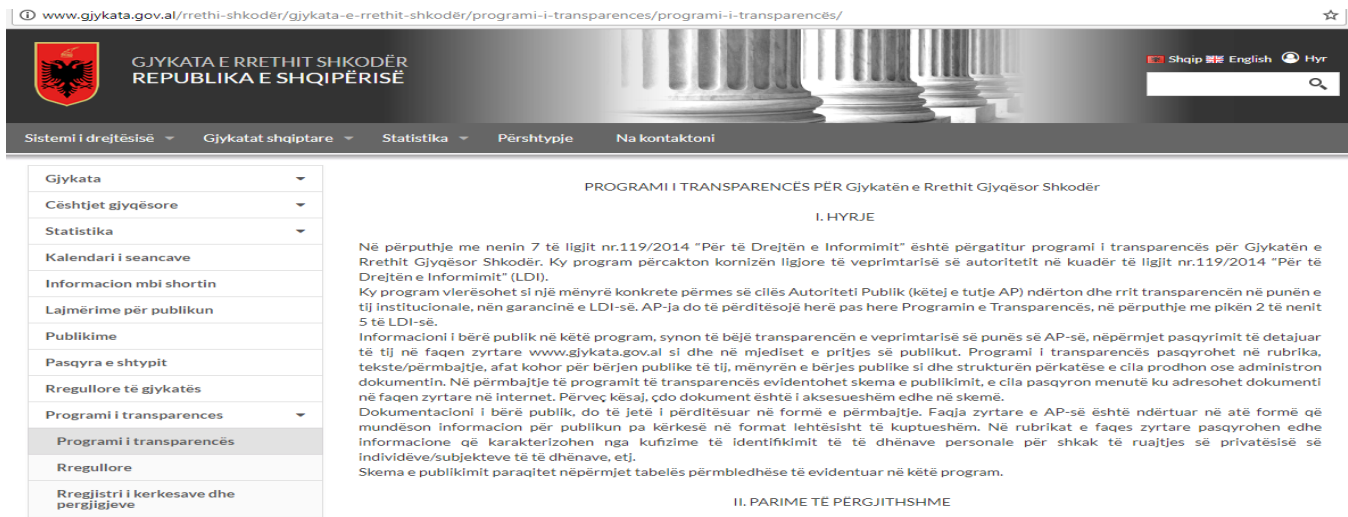 www.gjykata.gov.al/rrethi-shkodër/gjykata-e-rrethit-shkodër/programi-i-transparences/programi-i-transparencës/
GJYKATA E RRETHIT SHKODËR
REPUBLIKA E SHQIPËRISË
Shqip English Hyr
Sistemi i drejtësisë Gjykatat shqiptare Statistika Përshtypje Na kontaktoni
Gjykata
Cështjet gjyqësore
Statistika
Kalendari i seancave
Informacion mbi shortin
Lajmërime për publikun
Publikime
Pasqyra e shtypit
Rregullore të gjykatës
Programi i transparences
Programi i transparencës
Rregullore
Rregjistri i kerkesave dhe
pergjigjeve
PROGRAMI I TRANSPARENCËS PËR Gjykatën e Rrethit Gjyqësor Shkodër
I. HYRJE
Në përputhje me nenin 7 të ligjit nr.119/2014 "Për të Drejtën e Informimit" është përgatitur programi i transparencës për Gjykatën e
Rrethit Gjyqësor Shkodër. Ky program përcakton kornizën ligjore të veprimtarisë së autoritetit në kuadër të ligjit nr.119/2014 "Për të
Drejtën e Informimit" (LDI).
Ky program vlerësohet si një mënyrë konkrete përmes së cilës Autoriteti Publik (këtej e tutje AP) ndërton dhe rrit transparencën në punën e
tij institucionale, nën garancinë e LDI-së. AP-ja do të përditësojë herë pas here Programin e Transparencës, në përputhje me pikën 2 të nenit
5 të LDI-së.
Informacioni i bërë publik në këtë program, synon të bëjë transparencën e veprimtarisë së punës së AP-së, nëpërmjet pasqyrimit të detajuar
të tij në faqen zyrtare www.gjykata.gov.al si dhe në mjediset e pritjes së publikut. Programi i transparencës pasqyrohet në rubrika,
tekste/përmbajtje, afat kohor për bërjen publike të tij, mënyrën e bërjes publike si dhe strukturën përkatëse e cila prodhon ose administron
dokumentin. Në përmbajtje të programit të transparencës evidentohet skema e publikimit, e cila pasqyron menutë ku adresohet dokumenti
në faqen zyrtare në internet. Përveç kësaj, çdo dokument është i aksesueshëm edhe në skemë.
Dokumentacioni i bërë publik, do të jetë i përditësuar në formë e përmbajtje. Faqja zyrtare e AP-së është ndërtuar në atë formë që
mundëson informacion për publikun pa kërkesë në format lehtësisht të kuptueshëm. Në rubrikat e faqes zyrtare pasqyrohen edhe
informacione që karakterizohen nga kufizime të identifikimit të të dhënave personale për shkak të ruajtjes së privatësisë së
individëve/subjekteve të të dhënave, etj.
Skema e publikimit paraqitet nëpërmjet tabelës përmbledhëse të evidentuar në këtë program.
II. PARIME TË PËRGJITHSHME